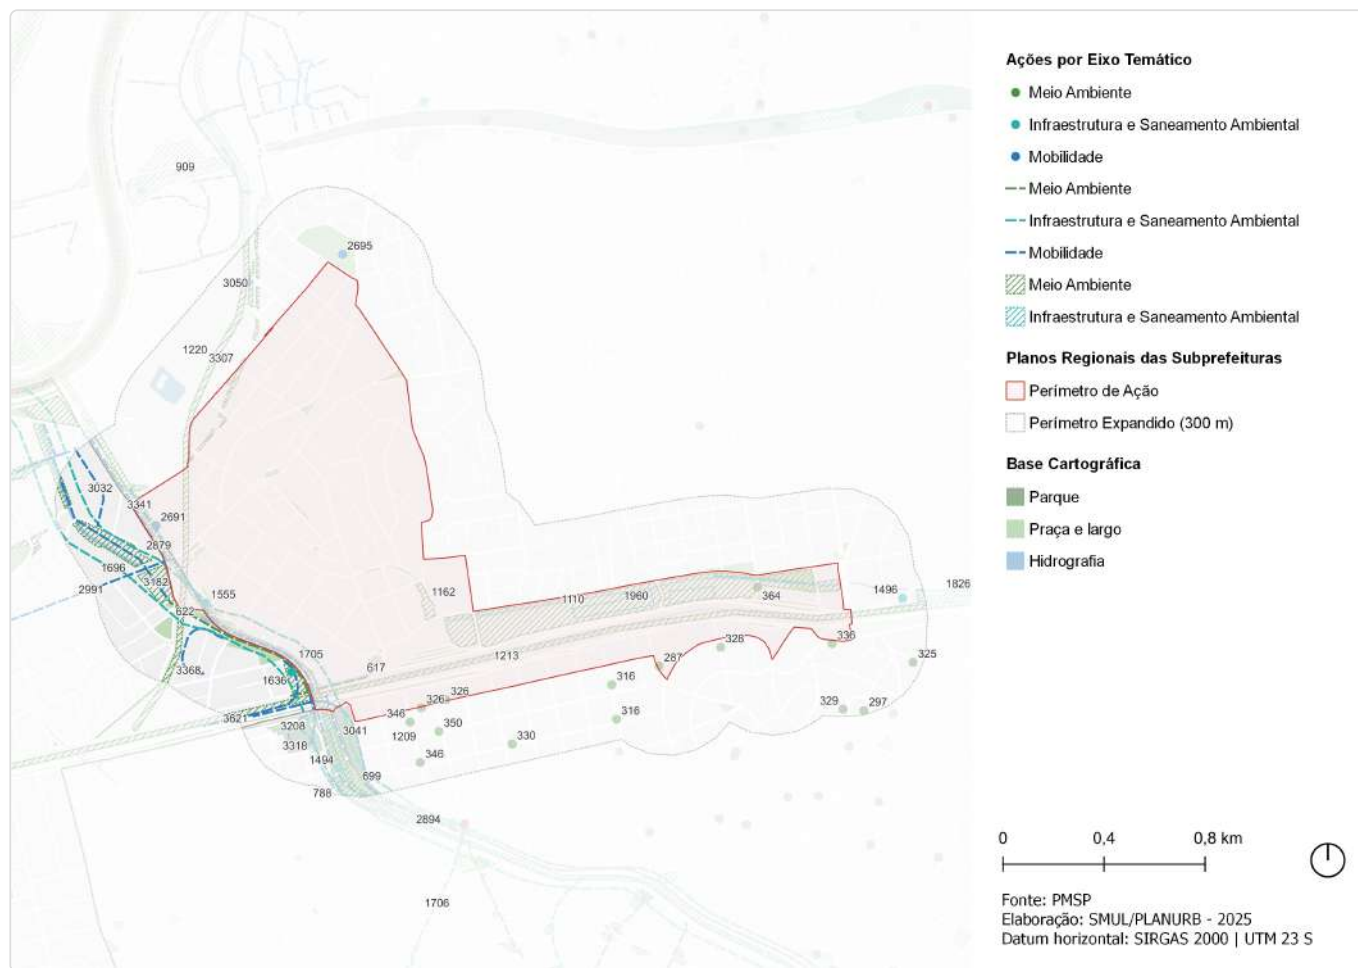 Ações por Eixo Temático
Meio Ambiente
Infraestrutura e Saneamento Ambiental
Mobilidade
Meio Ambiente
Infraestrutura e Saneamento Ambiental
Mobilidade
Meio Ambiente
Infraestrutura e Saneamento Ambiental
Planos Regionais das Subprefeituras
Perímetro de Ação
Perímetro Expandido (300 m)
Base Cartográfica
Parque
Praça e largo
Hidrografia
0 0,4 0,8 km
Fonte: PMSP
Elaboração: SMUL/PLANURB - 2025
Datum horizontal: SIRGAS 2000 | UTM 23 S
909
2695
3050
1220
3307
3032
3341
2691
2879
1696
3182
2991
1555
622
1162
1110
1960
364
1496
1826
336
328
325
287
1213
617
1705
3368
1636
316
316
326
326
346
350
1209
346
330
329
297
3621
3208
3318
3041
1494
699
788
2894
1706